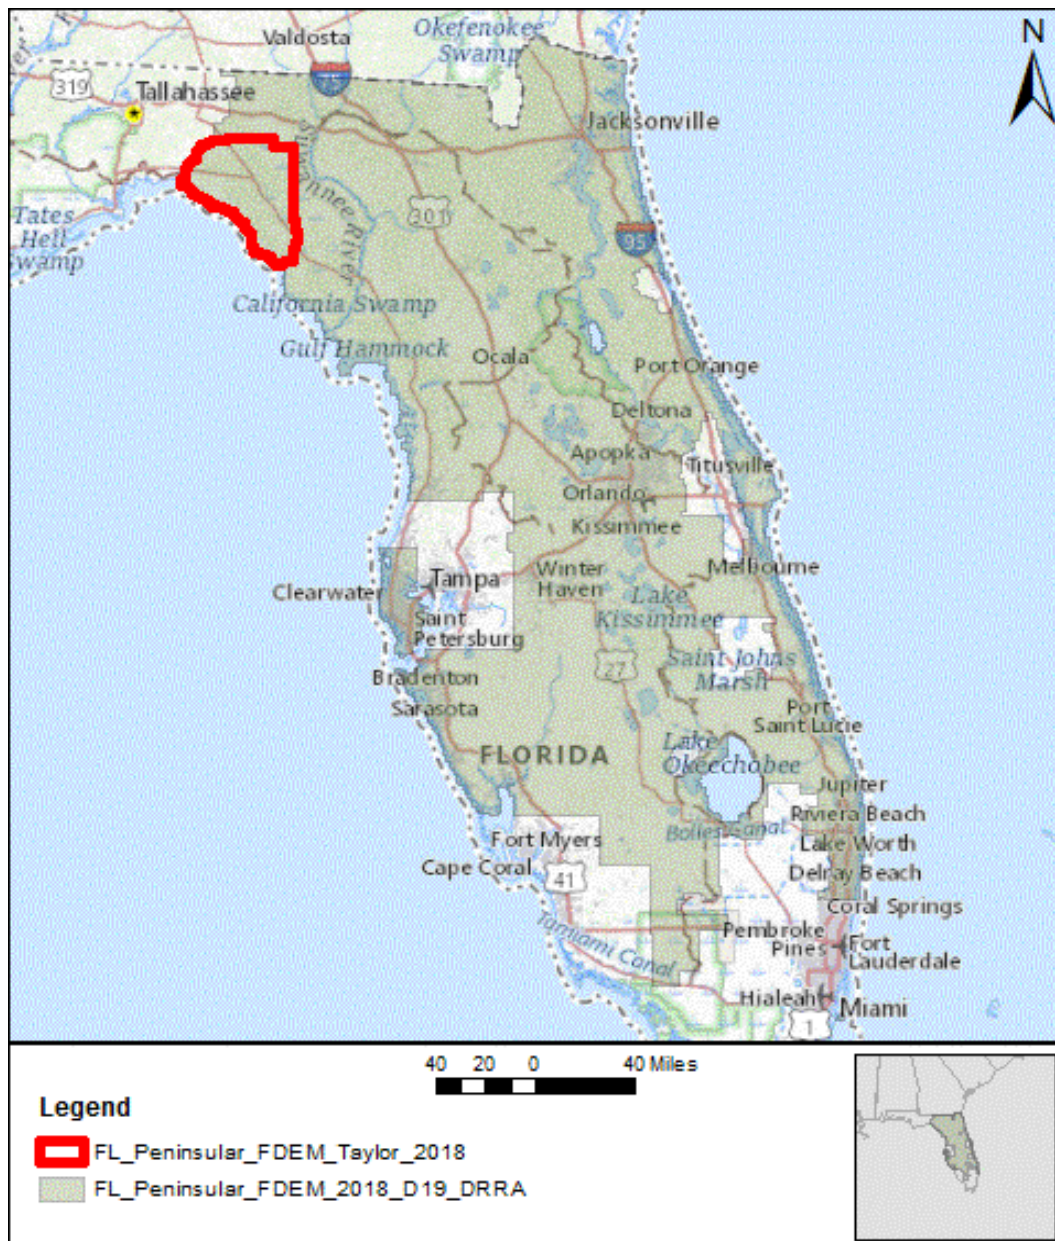 Valdosta
Okefenokee
Swamp
N
319
Tallahassee
Jacksonville
Suwannee River
301
95
Tates
Hell
Swamp
California Swamp
Gulf Hammock
Ocala
Port Orange
Deltona
Apopka
Titusville
Orlando
Kissimmee
Melbourne
Winter
Haven
Clearwater
Tampa
Lake
Kissimmee
Saint
Petersburg
27
Saint Johns
Marsh
Bradenton
Sarasota
Port
Saint Lucie
FLORIDA
Lake
Okeechobee
Jupiter
Riviera Beach
Bolles Canal
Fort Myers
Lake Worth
Cape Coral
41
Delray Beach
Coral Springs
Tamiami Canal
Pembroke
Pines
Fort
Lauderdale
Hialeah
Miami
1
40 20 0 40 Miles
Legend
FL_Peninsular_FDEM_Taylor_2018
FL_Peninsular_FDEM_2018_D19_DRRA